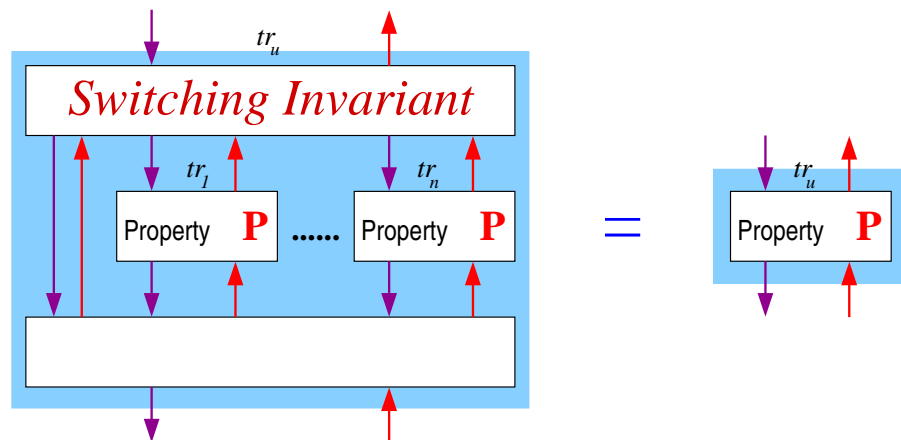 tr_u
Switching Invariant
tr_1 tr_n
Property P ...... Property P
=
tr_u
Property P